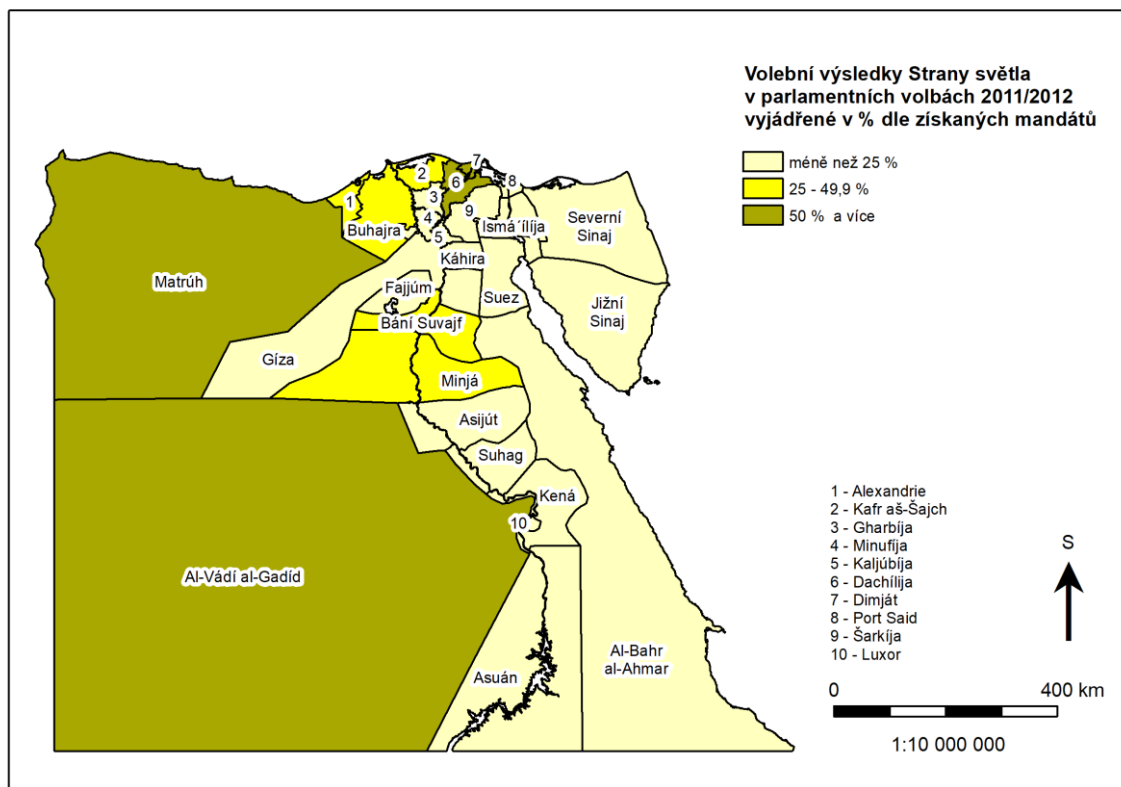 Volební výsledky Strany světla
v parlamentních volbách 2011/2012
vyjádřené v % dle získaných mandátů
méně než 25 %
25 - 49,9 %
50 % a více
7
2
6
8
1
3
9
4
5
Buhajra
Ismá´ílíja
Severní
Sinaj
Káhira
Matrúh
Fajjúm
Suez
Jižní
Sinaj
Bání Suvajf
Gíza
Minjá
Asijút
Suhag
Kená
10
Al-Vádí al-Gadíd
Asuán
Al-Bahr
al-Ahmar
1 - Alexandrie
2 - Kafr aš-Šajch
3 - Gharbíja
4 - Minufíja
5 - Kaljúbíja
6 - Dachílija
7 - Dimját
8 - Port Said
9 - Šarkíja
10 - Luxor
S
0 400 km
1:10 000 000